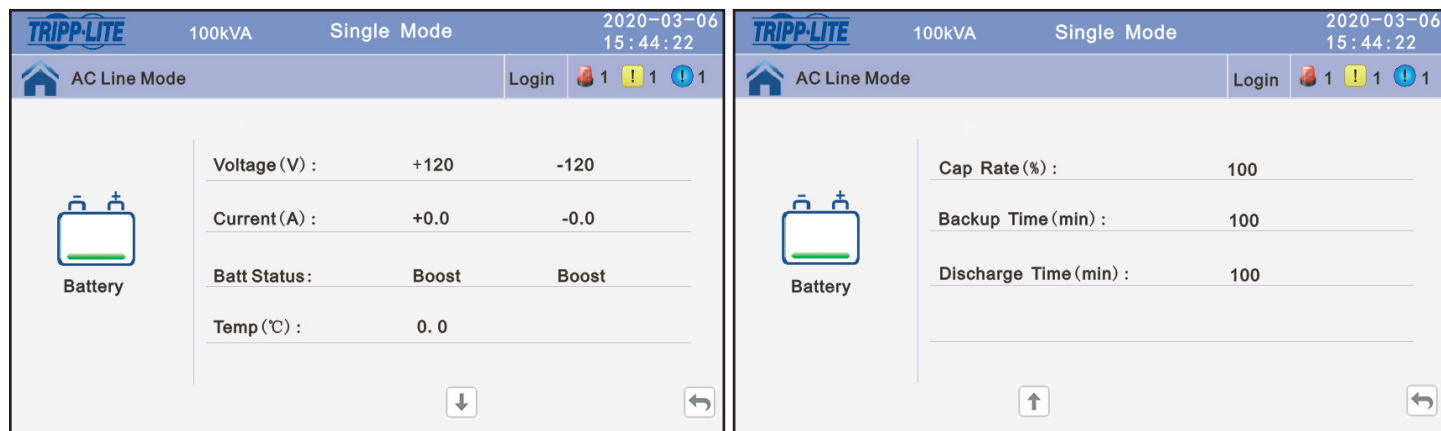 TRIPP·LITE 100kVA Single Mode 2020-03-06
15:44:22
AC Line Mode Login 1 ! 1 ! 1
Voltage(V): +120 -120
Current(A): +0.0 -0.0
Batt Status: Boost Boost
Temp(℃): 0.0
Battery
TRIPP·LITE 100kVA Single Mode 2020-03-06
15:44:22
AC Line Mode Login 1 ! 1 ! 1
Cap Rate(%): 100
Backup Time(min): 100
Discharge Time(min): 100
Battery